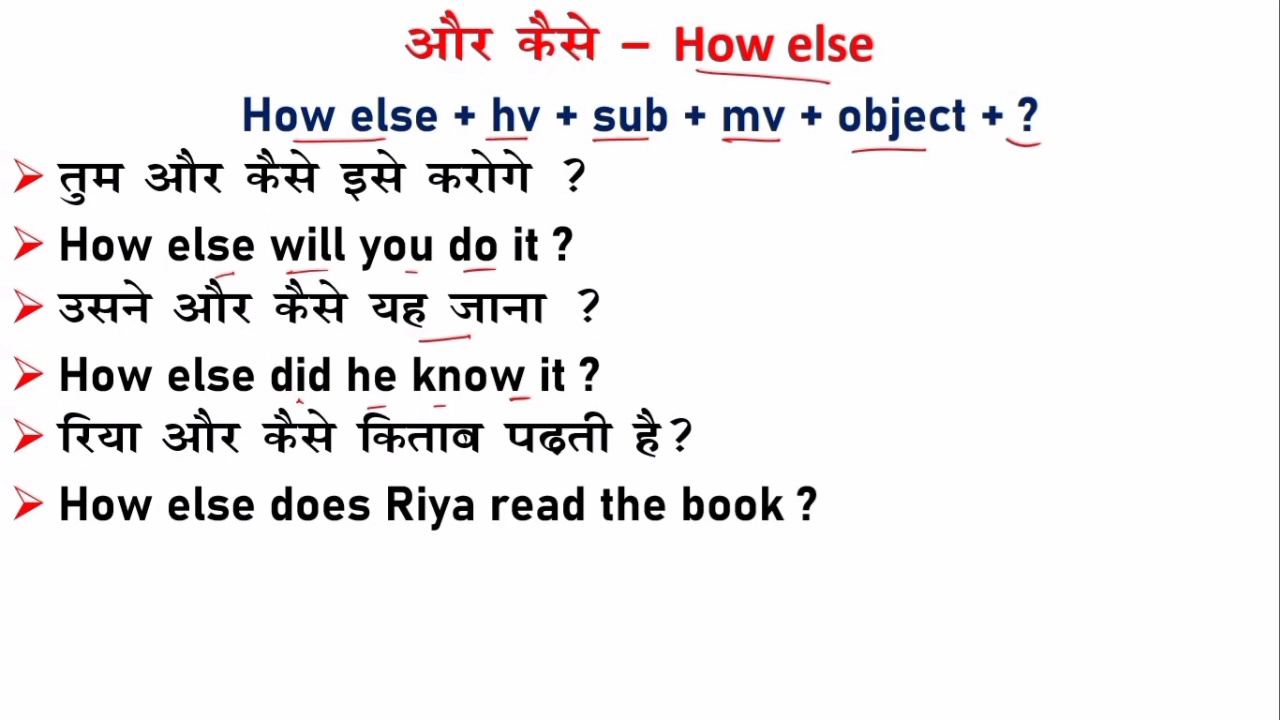 और कैसे – How else
How else + hv + sub + mv + object + ?
➢ तुम और कैसे इसे करोगे ?
➢ How else will you do it ?
➢ उसने और कैसे यह जाना ?
➢ How else did he know it ?
➢ रिया और कैसे किताब पढती है?
➢ How else does Riya read the book ?